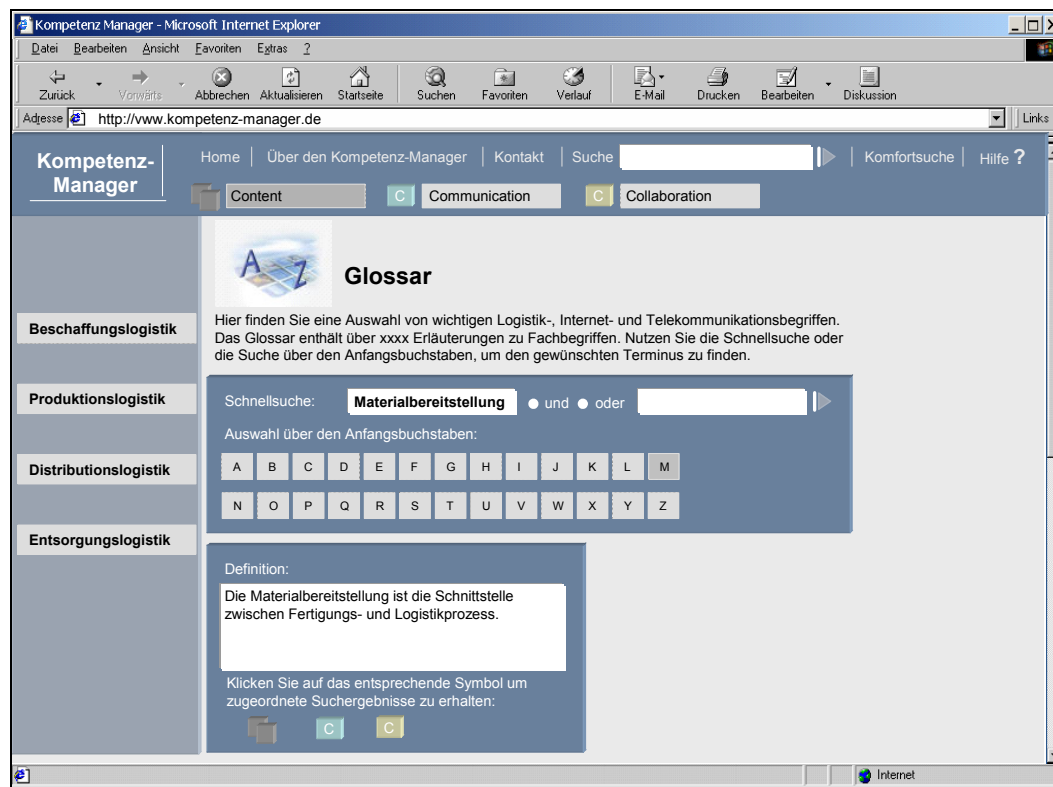 Kompetenz Manager - Microsoft Internet Explorer
Datei Bearbeiten Ansicht Favoriten Extras ?
Zurück Vorwärts Abbrechen Aktualisieren Startseite Suchen Favoriten Verlauf E-Mail Drucken Bearbeiten Diskussion
Adresse http://vww.kompetenz-manager.de Links
Kompetenz-
Manager
Home Über den Kompetenz-Manager Kontakt Suche Komfortsuche Hilfe ?
Content C Communication C Collaboration
A Z
Glossar
Beschaffungslogistik
Produktionslogistik
Distributionslogistik
Entsorgungslogistik
Hier finden Sie eine Auswahl von wichtigen Logistik-, Internet- und Telekommunikationsbegriffen.
Das Glossar enthält über xxxx Erläuterungen zu Fachbegriffen. Nutzen Sie die Schnellsuche oder
die Suche über den Anfangsbuchstaben, um den gewünschten Terminus zu finden.
Schnellsuche: Materialbereitstellung und oder
Auswahl über den Anfangsbuchstaben:
A B C D E F G H I J K L M
N O P Q R S T U V W X Y Z
Definition:
Die Materialbereitstellung ist die Schnittstelle
zwischen Fertigungs- und Logistikprozess.
Klicken Sie auf das entsprechende Symbol um
zugeordnete Suchergebnisse zu erhalten:
C C
Internet